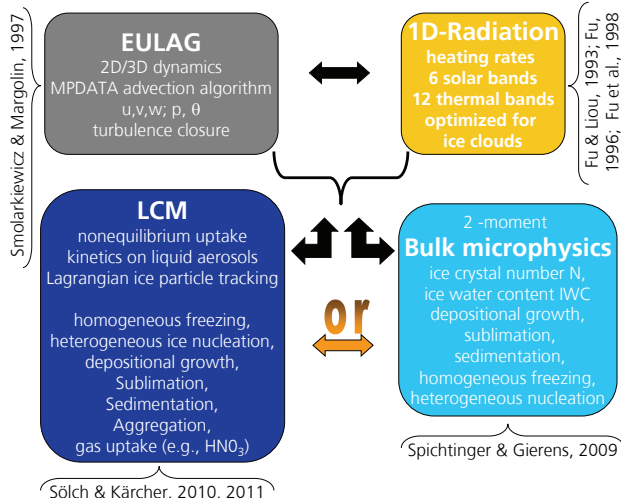 Smolarkiewicz & Margolin, 1997
EULAG
2D/3D dynamics
MPDATA advection algorithm
u,v,w; p, θ
turbulence closure
1D-Radiation
heating rates
6 solar bands
12 thermal bands
optimized for
ice clouds
Fu & Liou, 1993; Fu,
1996; Fu et al., 1998
LCM
nonequilibrium uptake
kinetics on liquid aerosols
Lagrangian ice particle tracking
homogeneous freezing,
heterogeneous ice nucleation,
depositional growth,
Sublimation,
Sedimentation,
Aggregation,
gas uptake (e.g., HN0₃)
or
2 -moment
Bulk microphysics
ice crystal number N,
ice water content IWC
depositional growth,
sublimation,
sedimentation,
homogeneous freezing,
heterogeneous nucleation
Sölch & Kärcher, 2010, 2011
Spichtinger & Gierens, 2009